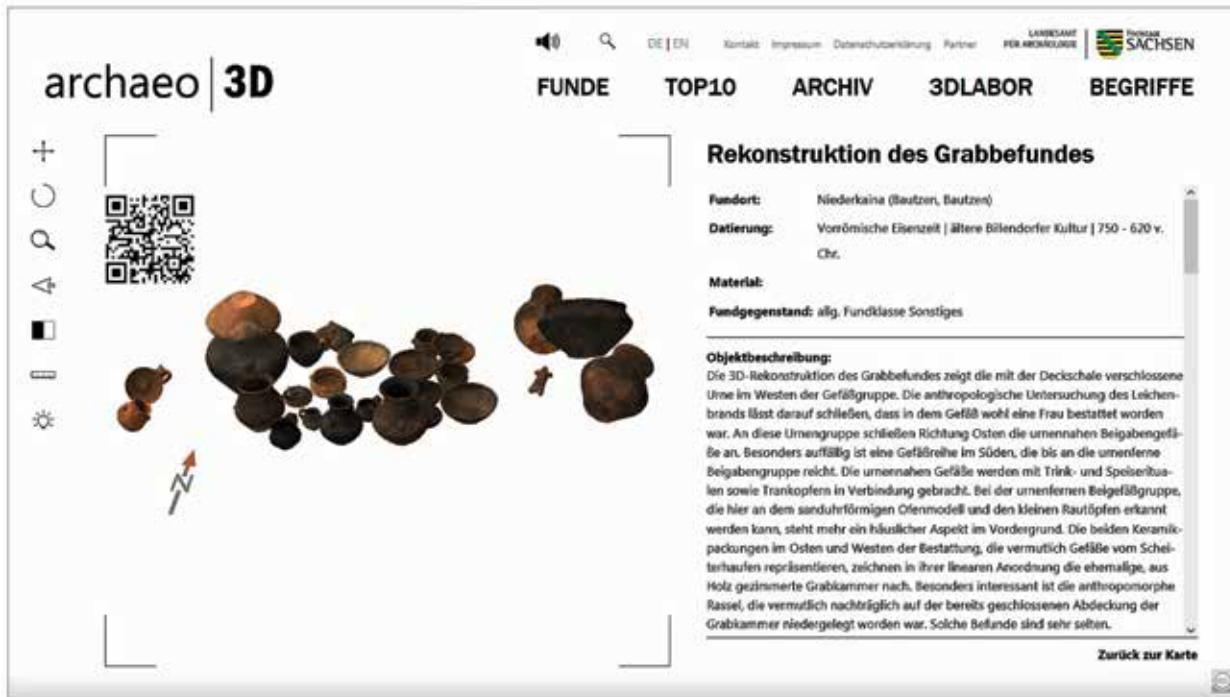 DE | EN Kontakt Impressum Datenschutzerklärung Partner
LANDESAMT
FÜR ARCHÄOLOGIE
Freistaat
SACHSEN
archaeo | 3D
FUNDE TOP10 ARCHIV 3DLABOR BEGRIFFE
N
Rekonstruktion des Grabbefundes
Fundort: Niederkaina (Bautzen, Bautzen)
Datierung: Vorrömische Eisenzeit | ältere Billendorfer Kultur | 750 - 620 v.
Chr.
Material:
Fundgegenstand: allg. Fundklasse Sonstiges
Objektbeschreibung:
Die 3D-Rekonstruktion des Grabbefundes zeigt die mit der Deckschale verschlossene
Urne im Westen der Gefäßgruppe. Die anthropologische Untersuchung des Leichen-
brands lässt darauf schließen, dass in dem Gefäß wohl eine Frau bestattet worden
war. An diese Urnengruppe schließen Richtung Osten die urnennahen Beigabengefä-
ße an. Besonders auffällig ist eine Gefäßreihe im Süden, die bis an die urnenferne
Beigabengruppe reicht. Die urnennahen Gefäße werden mit Trink- und Speiseritua-
len sowie Trankopfern in Verbindung gebracht. Bei der urnenfernen Beigefäßgruppe,
die hier an dem sanduhrförmigen Ofenmodell und den kleinen Rautöpfen erkannt
werden kann, steht mehr ein häuslicher Aspekt im Vordergrund. Die beiden Keramik-
packungen im Osten und Westen der Bestattung, die vermutlich Gefäße vom Schei-
terhaufen repräsentieren, zeichnen in ihrer linearen Anordnung die ehemalige, aus
Holz gezimmerte Grabkammer nach. Besonders interessant ist die anthropomorphe
Rassel, die vermutlich nachträglich auf der bereits geschlossenen Abdeckung der
Grabkammer niedergelegt worden war. Solche Befunde sind sehr selten.
Zurück zur Karte